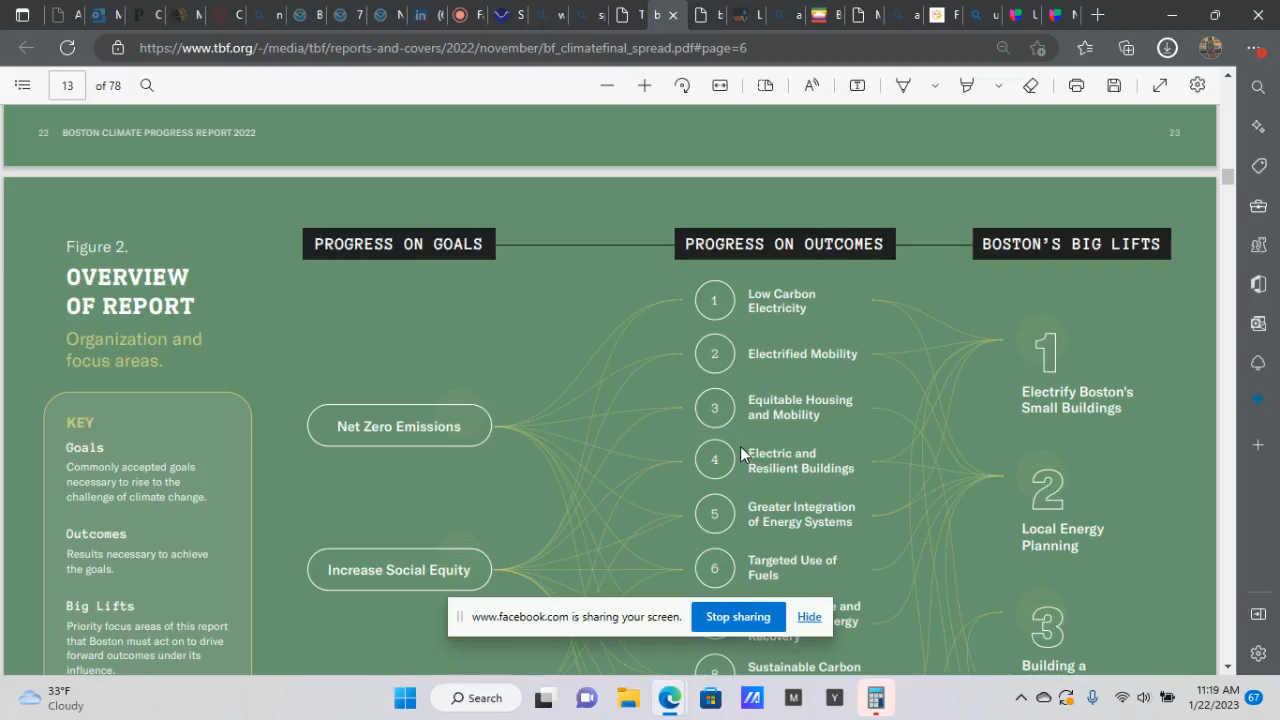 https://www.tbf.org/-/media/tbf/reports-and-covers/2022/november/bf_climatefinal_spread.pdf#page=6
13 of 78
22 BOSTON CLIMATE PROGRESS REPORT 2022
23
Figure 2.
OVERVIEW
OF REPORT
Organization and
focus areas.
KEY
Goals
Commonly accepted goals
necessary to rise to the
challenge of climate change.
Outcomes
Results necessary to achieve
the goals.
Big Lifts
Priority focus areas of this report
that Boston must act on to drive
forward outcomes under its
influence.
PROGRESS ON GOALS
Net Zero Emissions
Increase Social Equity
PROGRESS ON OUTCOMES
1 Low Carbon
Electricity
2 Electrified Mobility
3 Equitable Housing
and Mobility
4 Electric and
Resilient Buildings
5 Greater Integration
of Energy Systems
6 Targeted Use of
Fuels
and
Recovery
8 Sustainable Carbon
BOSTON'S BIG LIFTS
1
Electrify Boston's
Small Buildings
2
Local Energy
Planning
3
Building a
www.facebook.com is sharing your screen. Stop sharing Hide
33°F
Cloudy
Search
M
Y
11:19 AM
1/22/2023
67